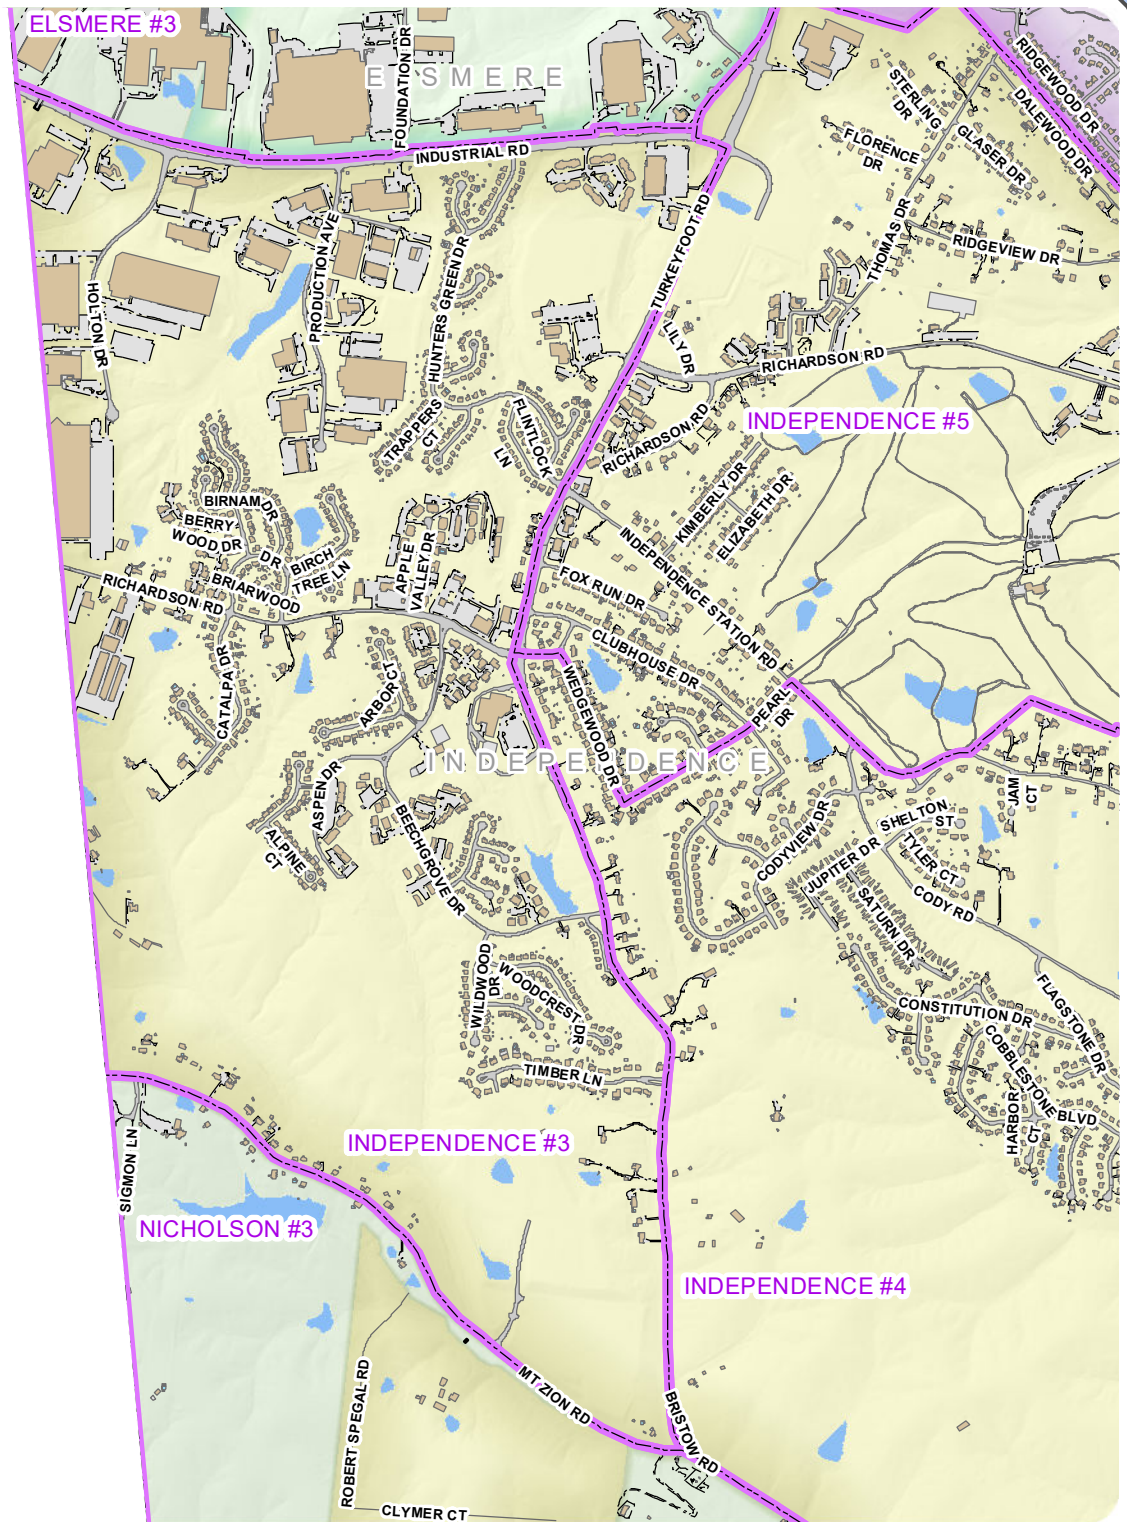 ELSMERE #3
FOUNDATION DR
ELSMERE
RIDGEWOOD DR
DALEWOOD DR
STERLING
DR
GLASER DR
FLORENCE
DR
INDUSTRIAL RD
THOMAS DR
RIDGEVIEW DR
TURKEYFOOT RD
PRODUCTION AVE
HUNTERS GREEN DR
HOLTON DR
LILY DR
RICHARDSON RD
INDEPENDENCE #5
TRAPPERS
CT
FLINTLOCK
LN
RICHARDSON RD
KIMBERLY DR
ELIZABETH DR
BIRNAM DR
BERRY
WOOD DR
DR
BIRCH
TREE LN
BRIARWOOD
RICHARDSON RD
APPLE
VALLEY DR
INDEPENDENCE STATION RD
FOX RUN DR
CLUBHOUSE DR
WEDGEWOOD DR
PEARL
DR
CATALPA DR
ARBOR CT
INDEPENDENCE
ASPEN DR
ALPINE
CT
BEECHGROVE DR
JAM
CT
SHELTON
ST
TYLER CT
CODYVIEW DR
JUPITER DR
CODY RD
SATURN DR
WILDWOOD
DR
WOODCREST DR
TIMBER LN
CONSTITUTION DR
FLAGSTONE DR
COBBLESTONE BLVD
HARBOR
CT
SIGMON LN
INDEPENDENCE #3
NICHOLSON #3
INDEPENDENCE #4
MT ZION RD
BRISTOW RD
ROBERT SPEGAL RD
CLYMER CT